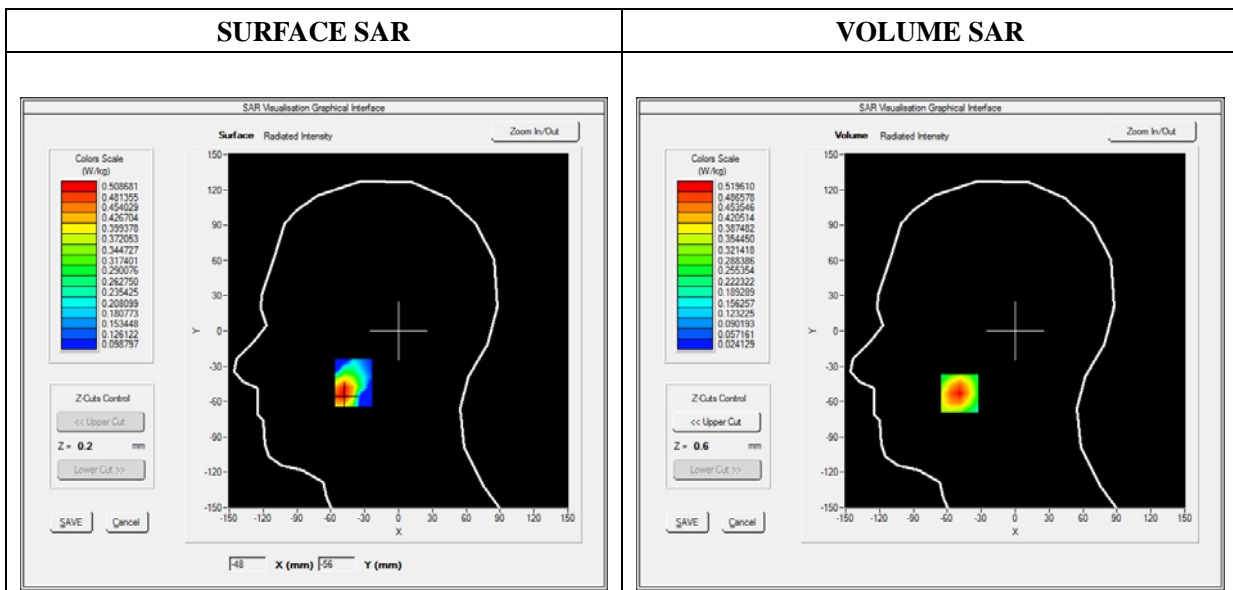 SURFACE SAR
VOLUME SAR
SAR Visualisation Graphical Interface
Surface Radiated Intensity
Zoom In/Out
Colors Scale
(W/kg)
0.508681
0.481355
0.454029
0.426704
0.399378
0.372053
0.344727
0.317401
0.290076
0.262750
0.235425
0.208099
0.180773
0.153448
0.126122
0.098797
Z-Cuts Control
<< Upper Cut
Z = 0.2 mm
Lower Cut >>
SAVE Cancel
150
120
90
60
30
0
-30
-60
-90
-120
-150
Y
-150 -120 -90 -60 -30 0 30 60 90 120 150
X
-48 X (mm) -56 Y (mm)
SAR Visualisation Graphical Interface
Volume Radiated Intensity
Zoom In/Out
Colors Scale
(W/kg)
0.519610
0.486578
0.453546
0.420514
0.387482
0.354450
0.321418
0.288386
0.255354
0.222322
0.189289
0.156257
0.123225
0.090193
0.057161
0.024129
Z-Cuts Control
<< Upper Cut
Z = 0.6 mm
Lower Cut >>
SAVE Cancel
150
120
90
60
30
0
-30
-60
-90
-120
-150
Y
-150 -120 -90 -60 -30 0 30 60 90 120 150
X